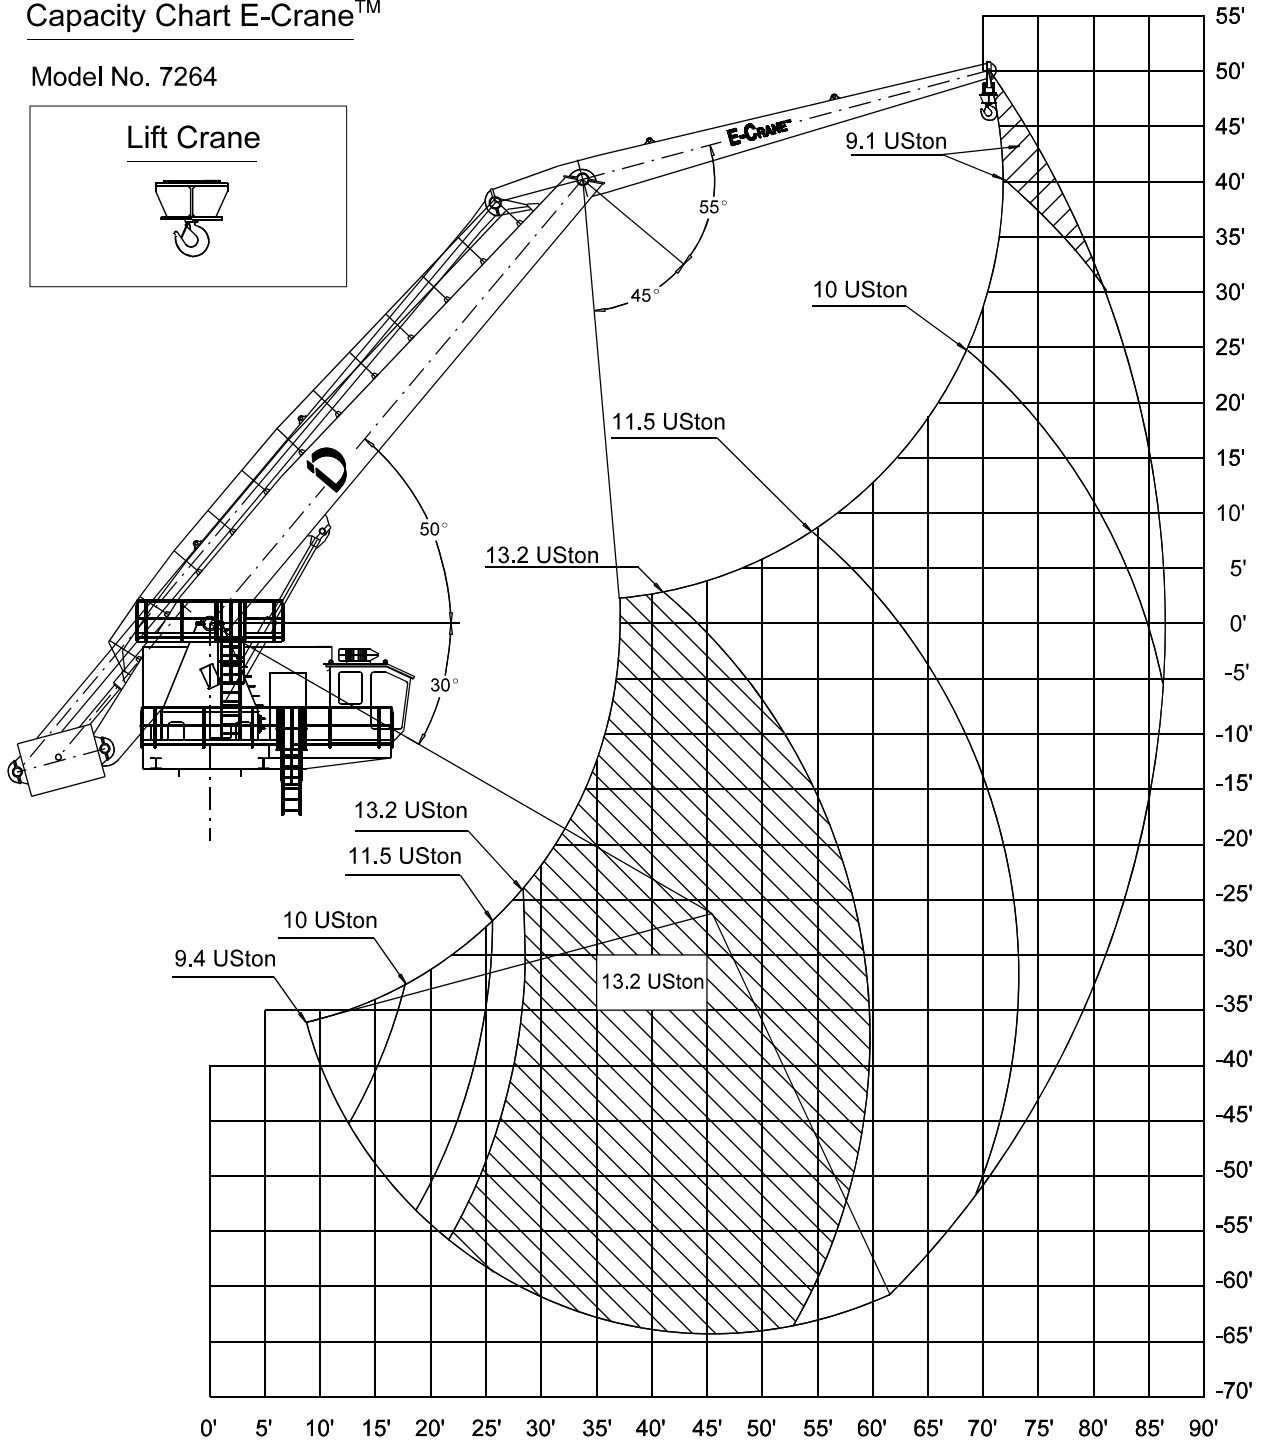 Capacity Chart E-Crane™
Model No. 7264
Lift Crane
E-CRANE™
9.1 USton
55°
45°
10 USton
11.5 USton
50°
13.2 USton
30°
13.2 USton
11.5 USton
10 USton
9.4 USton
13.2 USton
55'
50'
45'
40'
35'
30'
25'
20'
15'
10'
5'
0'
-5'
-10'
-15'
-20'
-25'
-30'
-35'
-40'
-45'
-50'
-55'
-60'
-65'
-70'
0' 5' 10' 15' 20' 25' 30' 35' 40' 45' 50' 55' 60' 65' 70' 75' 80' 85' 90'